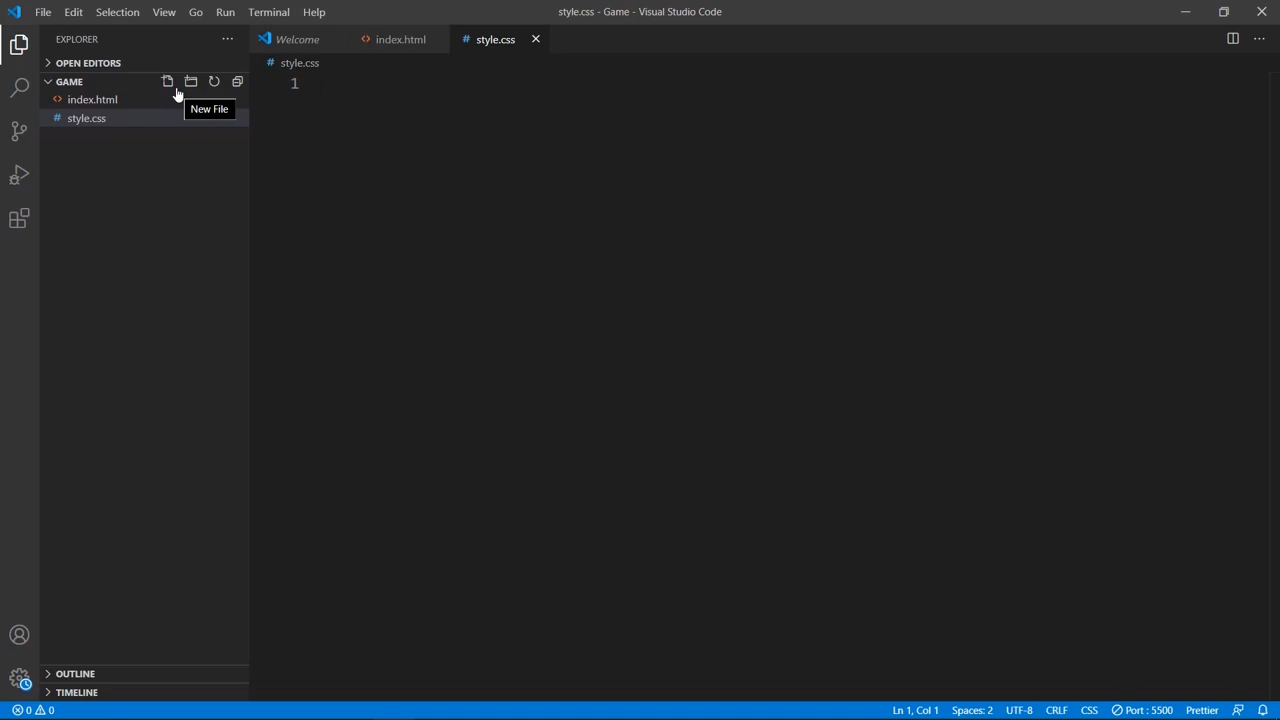 File Edit Selection View Go Run Terminal Help
style.css - Game - Visual Studio Code
EXPLORER
Welcome
index.html
style.css
OPEN EDITORS
style.css
GAME
1
index.html
New File
style.css
OUTLINE
TIMELINE
0 0
Ln 1, Col 1 Spaces: 2 UTF-8 CRLF CSS Port : 5500 Prettier